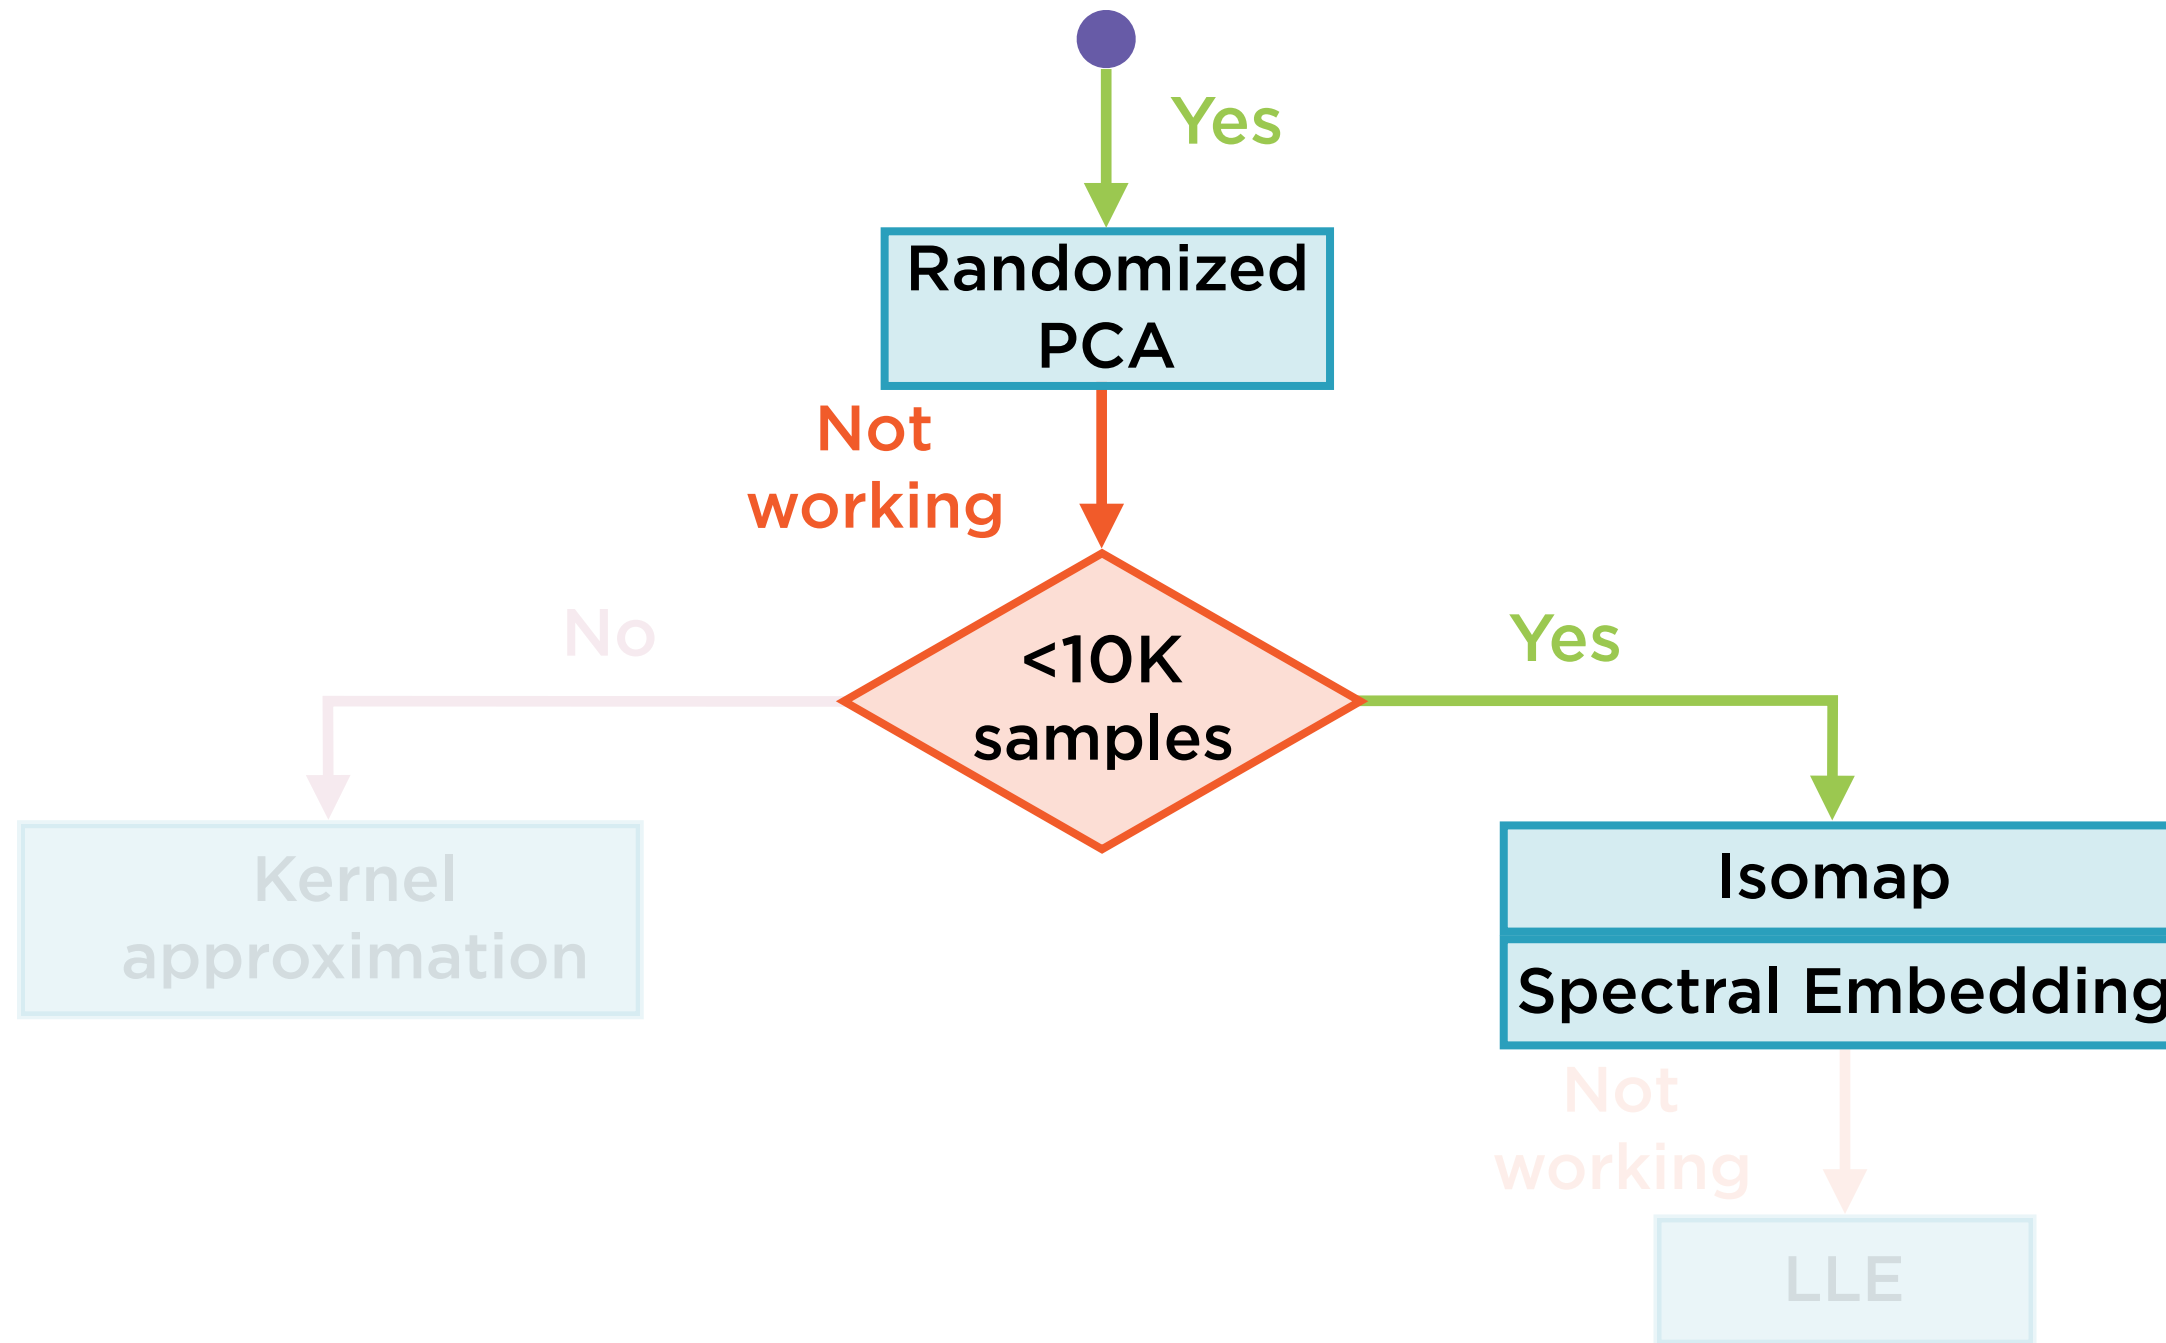 Yes
Randomized
PCA
Not
working
No
<10K
samples
Yes
Kernel
approximation
Isomap
Spectral Embedding
Not
working
LLE